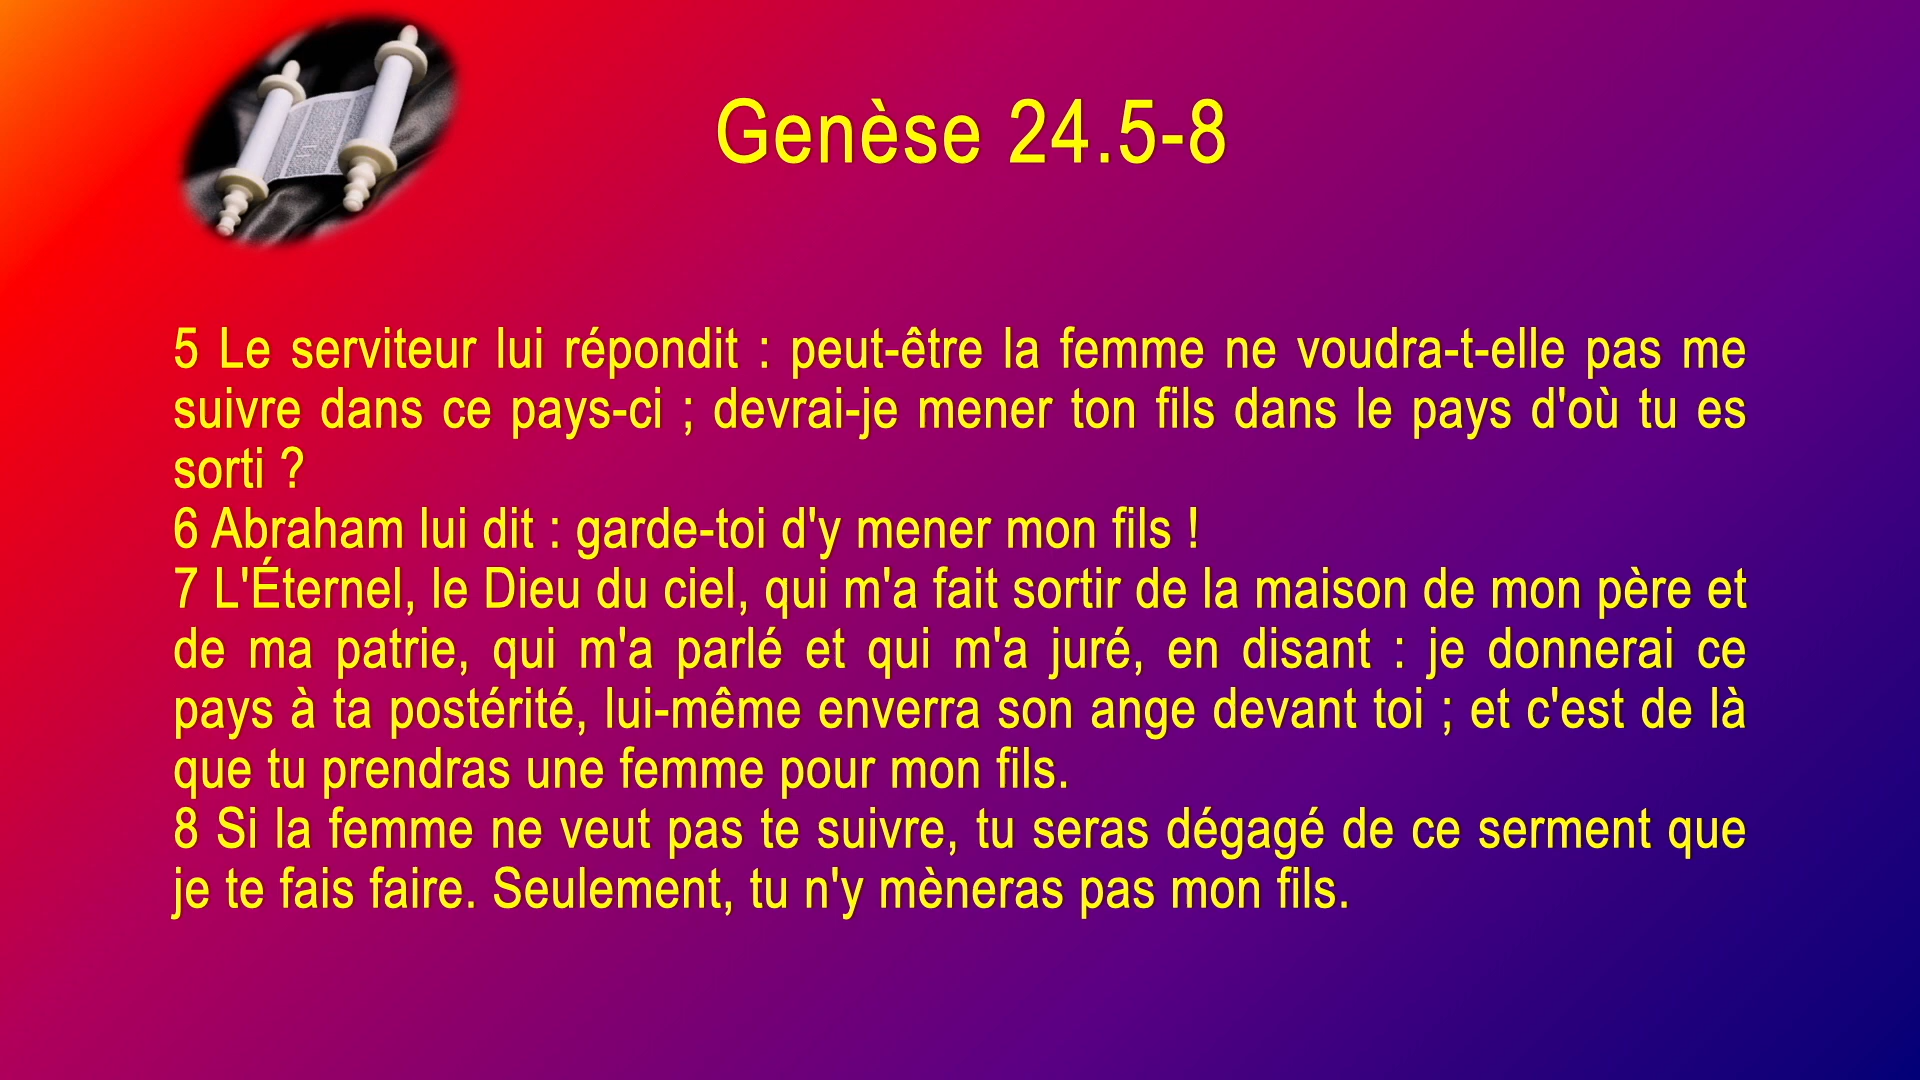 Genèse 24.5-8
5 Le serviteur lui répondit : peut-être la femme ne voudra-t-elle pas me
suivre dans ce pays-ci ; devrai-je mener ton fils dans le pays d'où tu es
sorti ?
6 Abraham lui dit : garde-toi d'y mener mon fils !
7 L'Éternel, le Dieu du ciel, qui m'a fait sortir de la maison de mon père et
de ma patrie, qui m'a parlé et qui m'a juré, en disant : je donnerai ce
pays à ta postérité, lui-même enverra son ange devant toi ; et c'est de là
que tu prendras une femme pour mon fils.
8 Si la femme ne veut pas te suivre, tu seras dégagé de ce serment que
je te fais faire. Seulement, tu n'y mèneras pas mon fils.